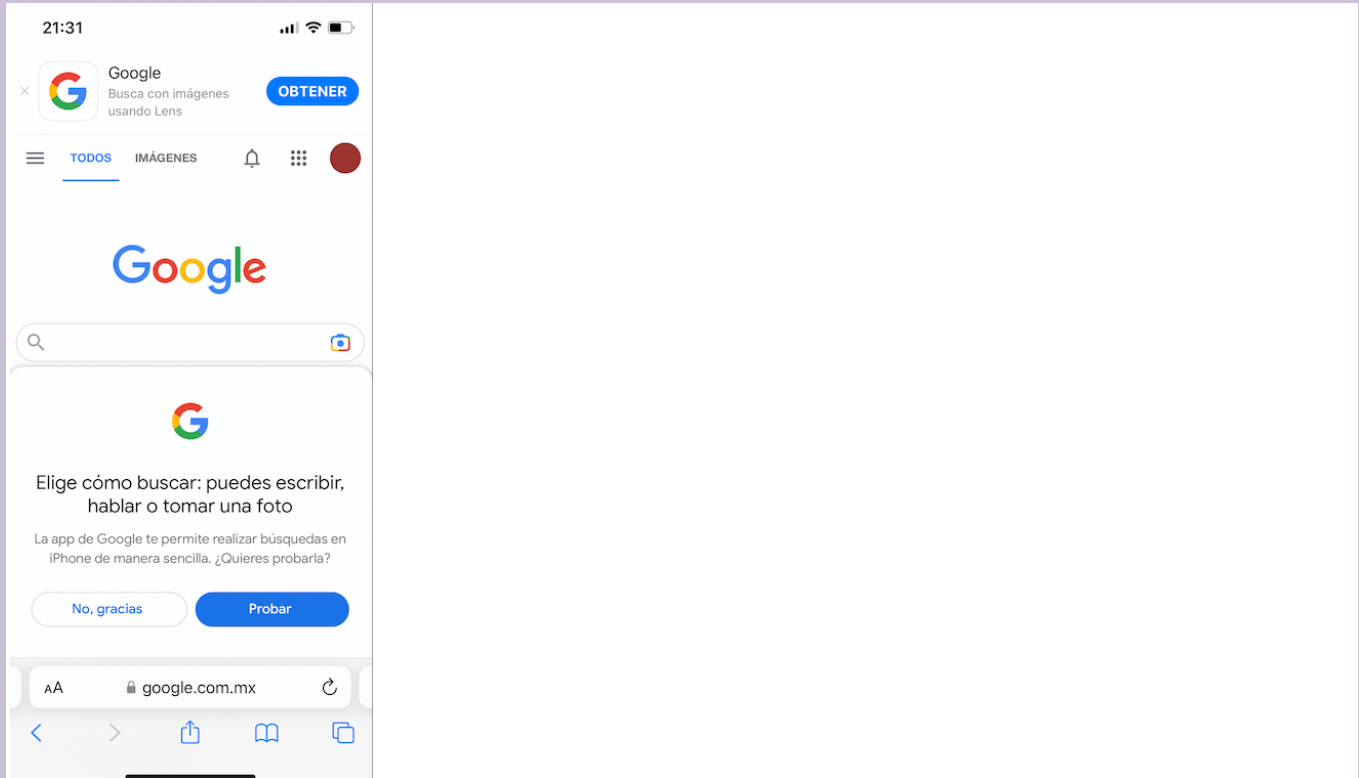 21:31
Google
Busca con imágenes
usando Lens
OBTENER
TODOS IMÁGENES
Google
Elige cómo buscar: puedes escribir,
hablar o tomar una foto
La app de Google te permite realizar búsquedas en
iPhone de manera sencilla. ¿Quieres probarla?
No, gracias Probar
AA google.com.mx